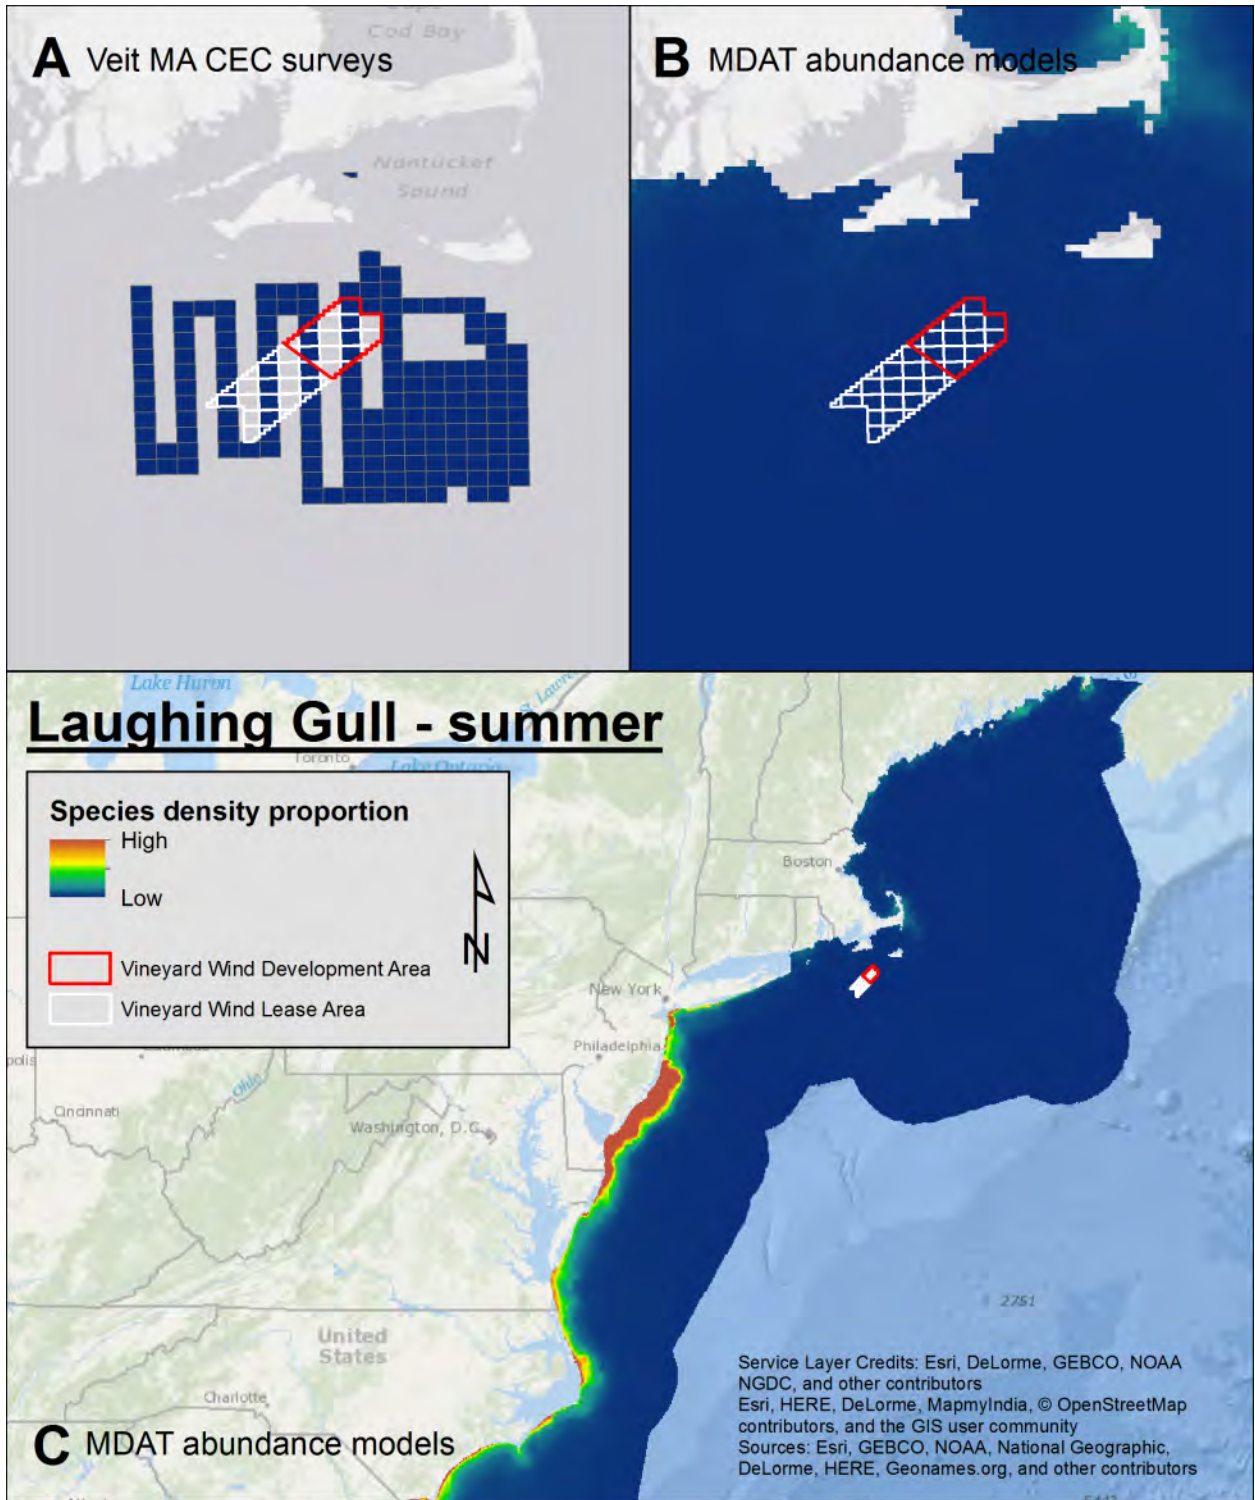 A Veit MA CEC surveys
Cod Bay
Nantucket
Sound
B MDAT abundance models
Lake Huron
Laughing Gull - summer
Toronto
Lake Ontario
Species density proportion
High
Low
N
Vineyard Wind Development Area
Vineyard Wind Lease Area
Boston
New York
Philadelphia
Ohio
Cincinnati
Washington, D.C.
United
States
Charlotte
2751
C MDAT abundance models
Service Layer Credits: Esri, DeLorme, GEBCO, NOAA
NGDC, and other contributors
Esri, HERE, DeLorme, MapmyIndia, © OpenStreetMap
contributors, and the GIS user community
Sources: Esri, GEBCO, NOAA, National Geographic,
DeLorme, HERE, Geonames.org, and other contributors